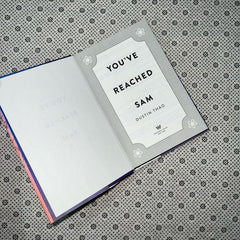 YOU'VE
REACHED
SAM
DUSTIN THAO